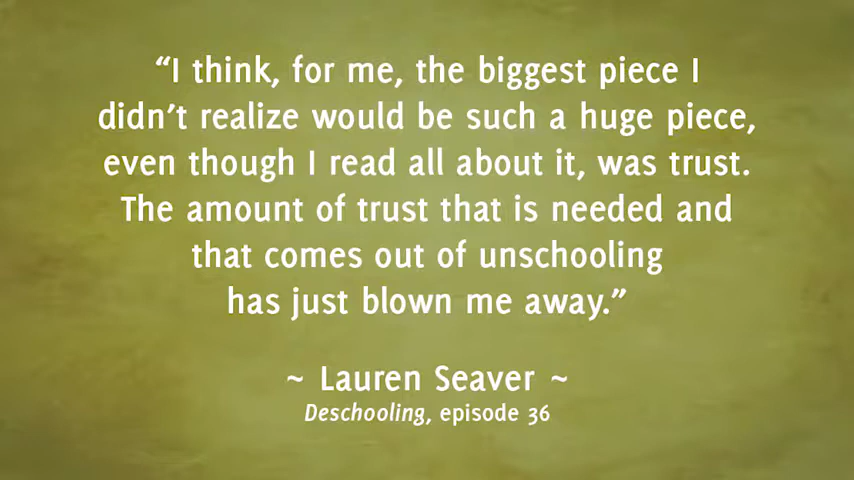 “I think, for me, the biggest piece I
didn’t realize would be such a huge piece,
even though I read all about it, was trust.
The amount of trust that is needed and
that comes out of unschooling
has just blown me away.”
~ Lauren Seaver ~
Deschooling, episode 36